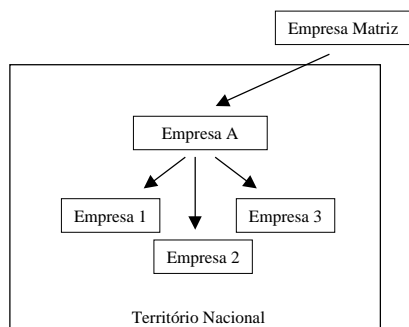 Empresa Matriz
Empresa A
Empresa 1
Empresa 3
Empresa 2
Território Nacional